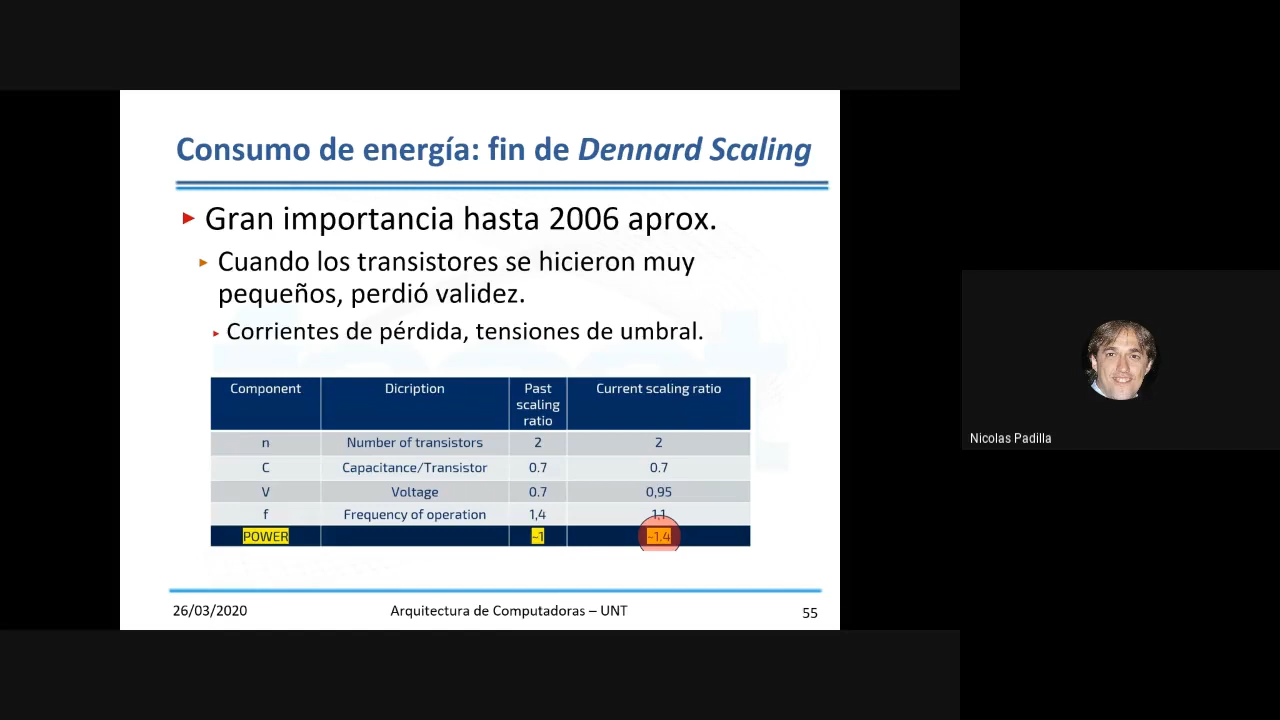 Consumo de energía: fin de Dennard Scaling
Gran importancia hasta 2006 aprox.
Cuando los transistores se hicieron muy
pequeños, perdió validez.
Corrientes de pérdida, tensiones de umbral.
Component Dicription Past scaling ratio Current scaling ratio
n Number of transistors 2 2
C Capacitance/Transistor 0.7 0.7
V Voltage 0.7 0,95
f Frequency of operation 1,4 1,1
POWER ~1 ~1,4
26/03/2020 Arquitectura de Computadoras – UNT 55
Nicolas Padilla